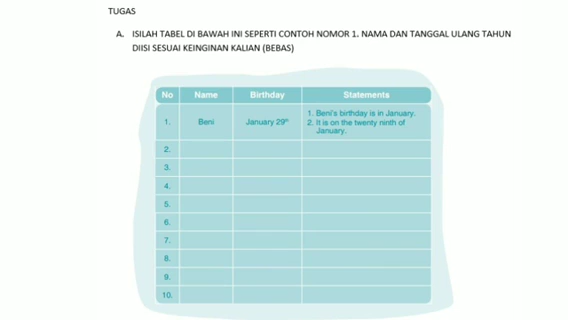 TUGAS
A. ISILAH TABEL DI BAWAH INI SEPERTI CONTOH NOMOR 1. NAMA DAN TANGGAL ULANG TAHUN
DIISI SESUAI KEINGINAN KALIAN (BEBAS)
No Name Birthday Statements
1. Beni January 29th 1. Beni's birthday is in January.
2. It is on the twenty ninth of
January.
2.
3.
4.
5.
6.
7.
8.
9.
10.